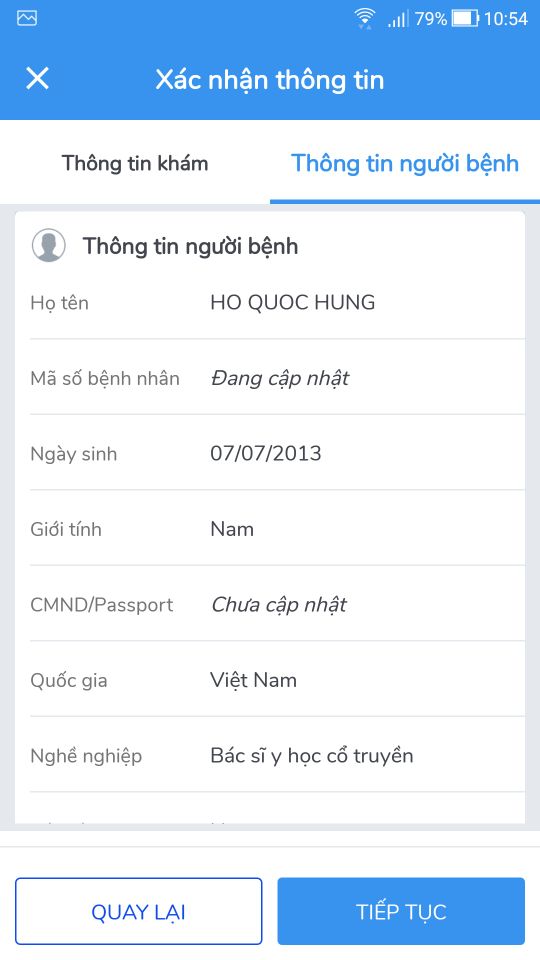 79% 10:54
Xác nhận thông tin
Thông tin khám Thông tin người bệnh
Thông tin người bệnh
Họ tên HO QUOC HUNG
Mã số bệnh nhân Đang cập nhật
Ngày sinh 07/07/2013
Giới tính Nam
CMND/Passport Chưa cập nhật
Quốc gia Việt Nam
Nghề nghiệp Bác sĩ y học cổ truyền
QUAY LẠI TIẾP TỤC